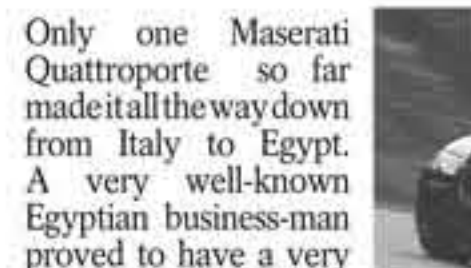 Only one Maserati
Quattroporte so far
made it all the way down
from Italy to Egypt.
A very well-known
Egyptian business-man
proved to have a very